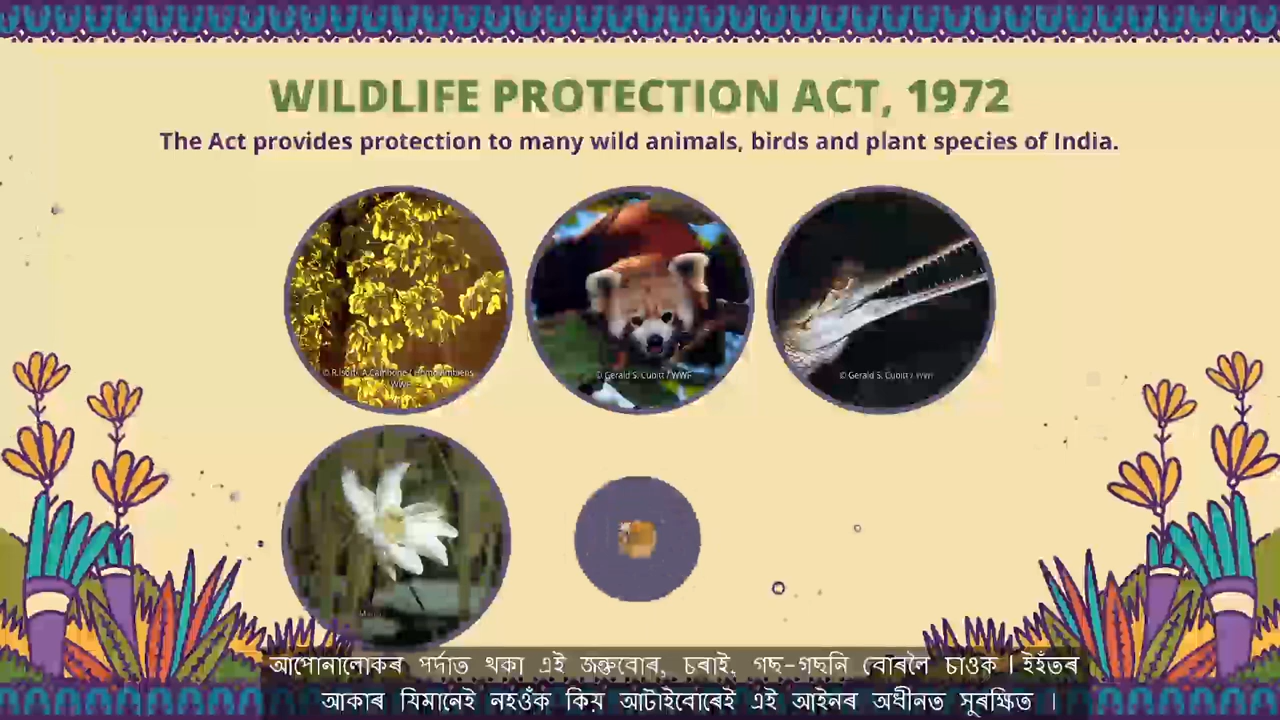 WILDLIFE PROTECTION ACT, 1972
The Act provides protection to many wild animals, birds and plant species of India.
© Gerald S. Cubitt / WWF
© Gerald S. Cubitt / WWF
আপোনালোকৰ পৰ্দাত থকা এই জন্তুবোৰ, চৰাই, গছ-গছনি বোৰলৈ চাওক । ইহঁতৰ
আকাৰ যিমানেই নহওঁক কিয় আটাইবোৰেই এই আইনৰ অধীনত সুৰক্ষিত ।